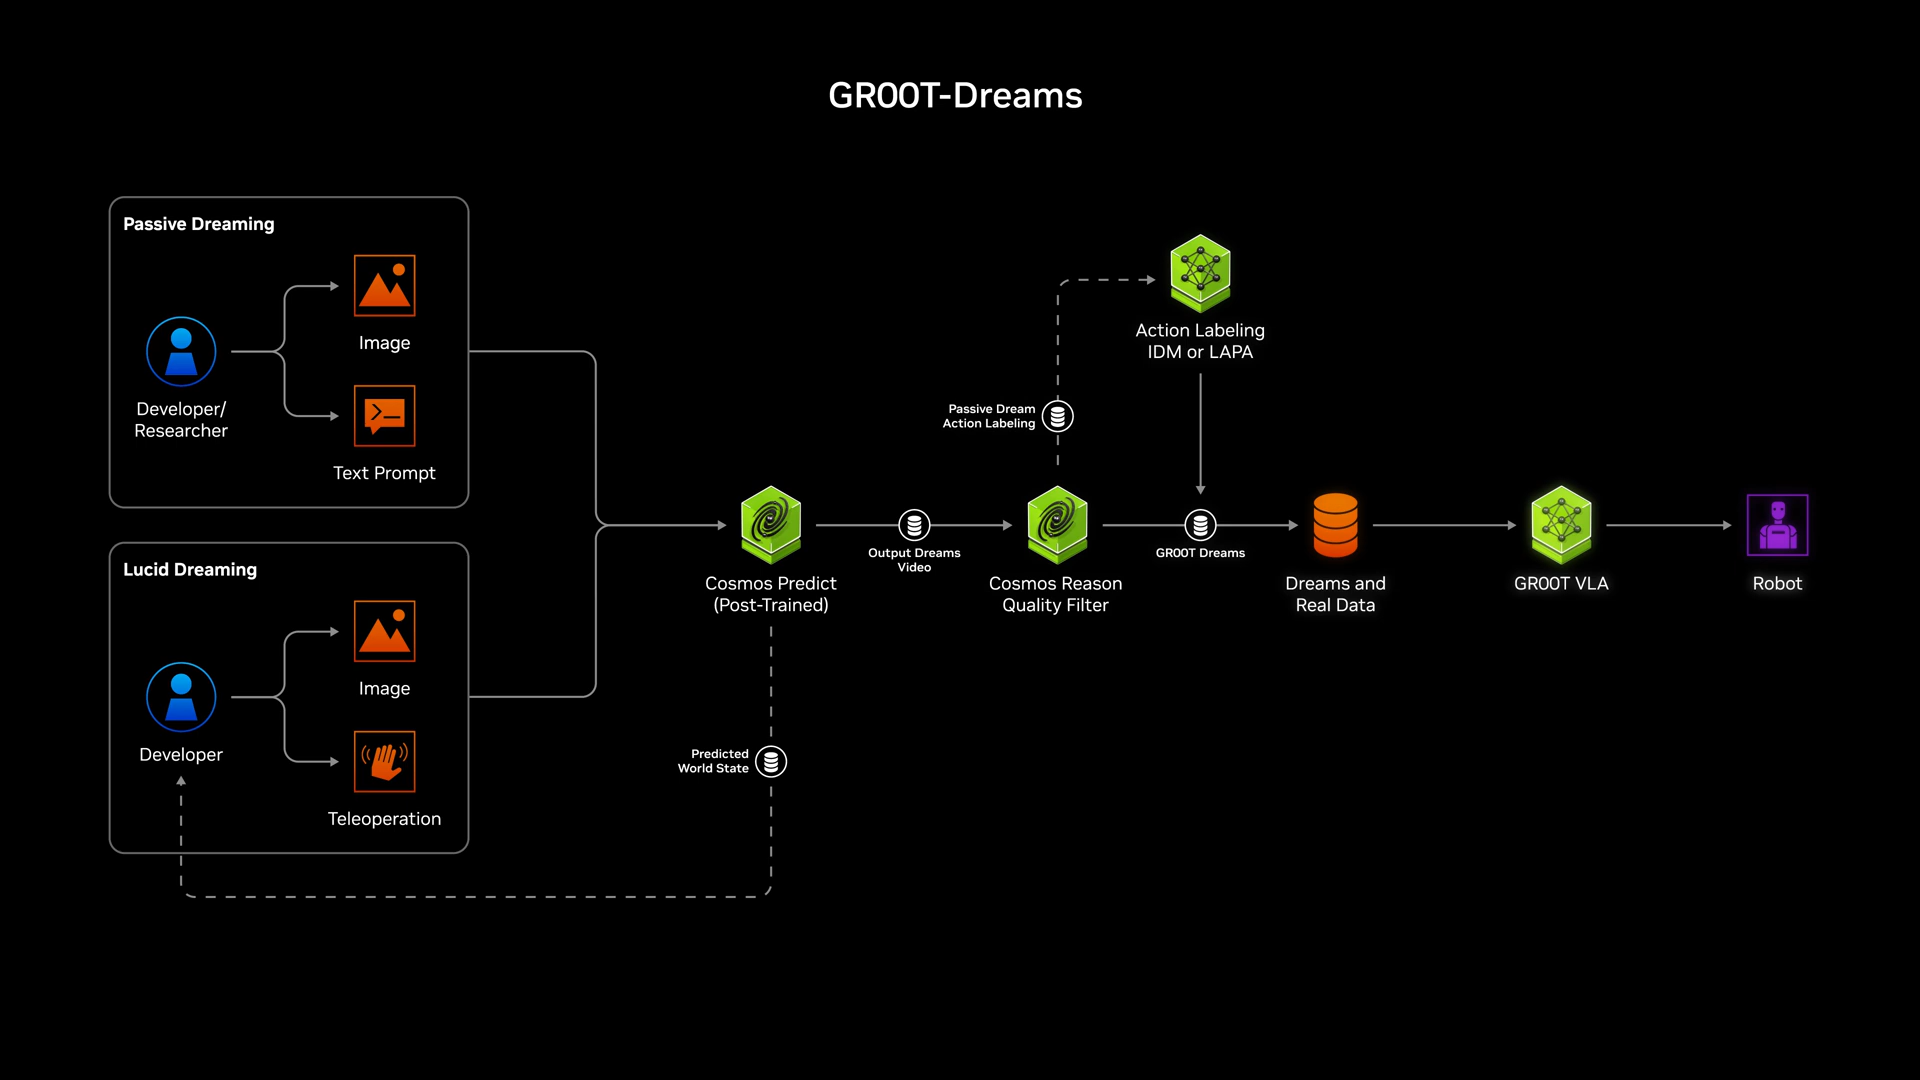 GR00T-Dreams
Passive Dreaming
Image
Developer/
Researcher
Text Prompt
Lucid Dreaming
Image
Developer
Teleoperation
Cosmos Predict
(Post-Trained)
Predicted
World State
Output Dreams
Video
Cosmos Reason
Quality Filter
Passive Dream
Action Labeling
Action Labeling
IDM or LAPA
GR00T Dreams
Dreams and
Real Data
GR00T VLA
Robot